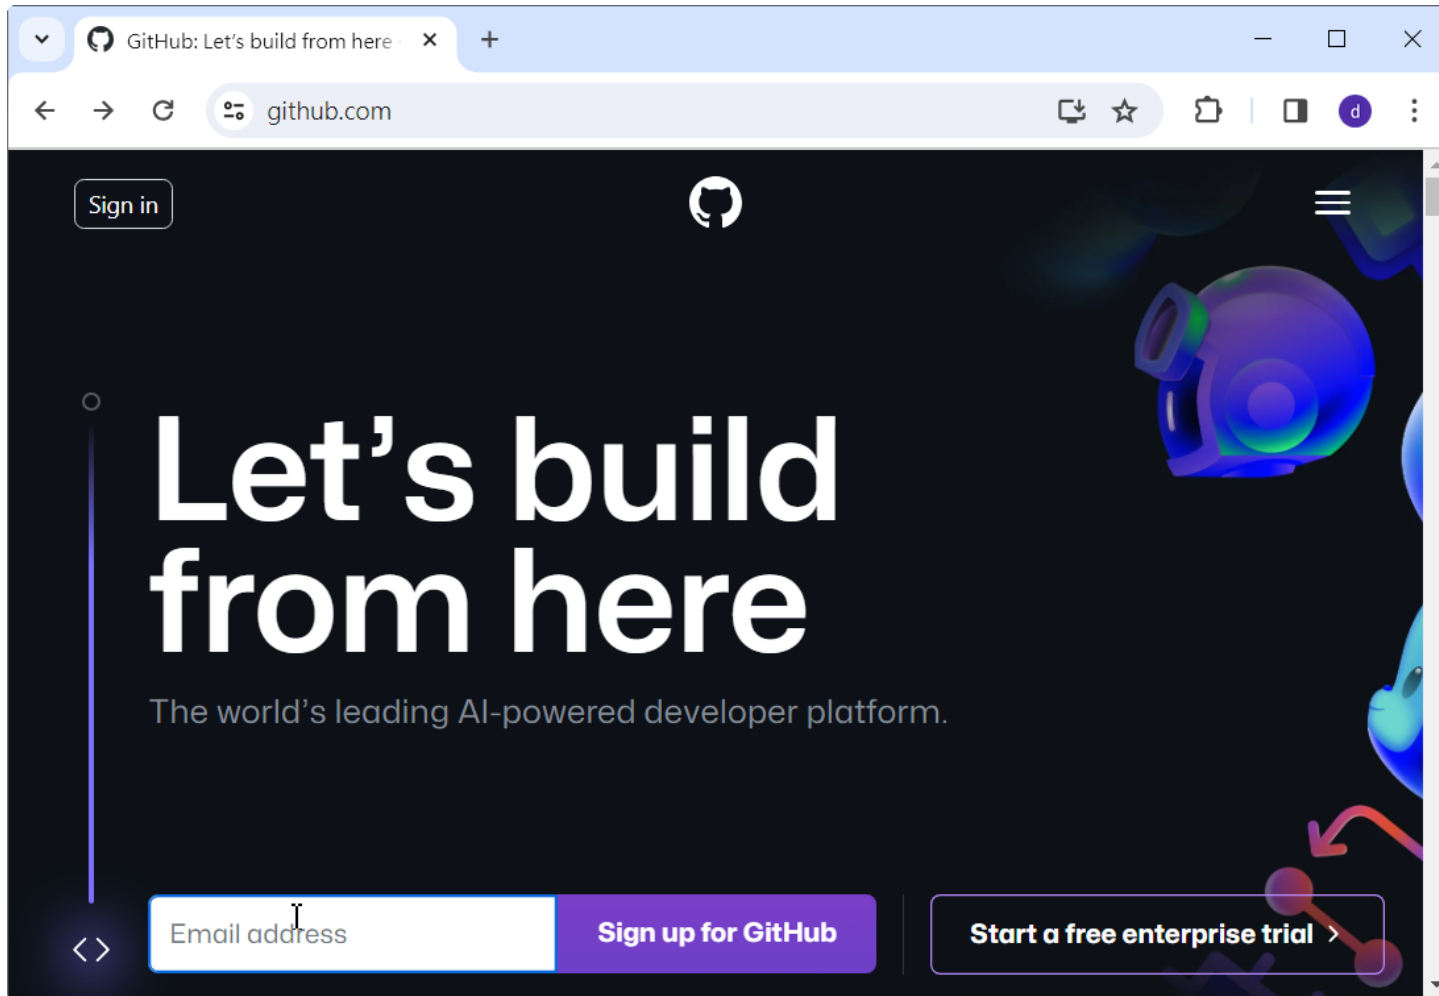 GitHub: Let's build from here
github.com
d
Sign in
Let’s build
from here
The world’s leading AI-powered developer platform.
Email address
Sign up for GitHub
Start a free enterprise trial